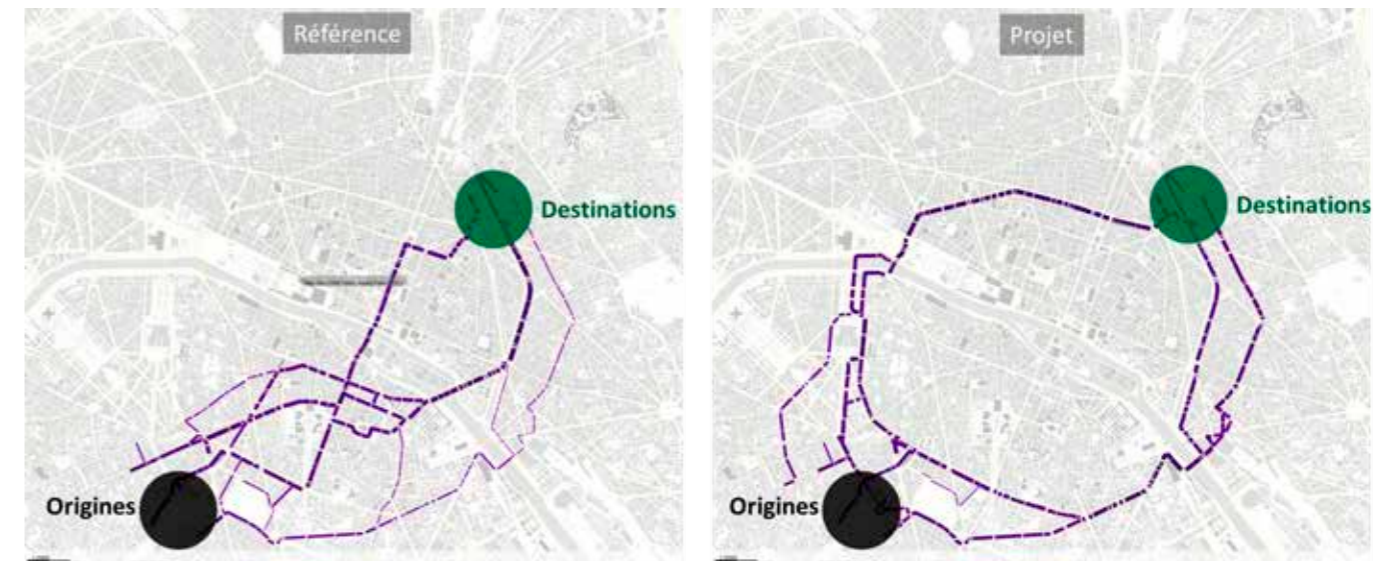 Référence
Destinations
Origines
Projet
Destinations
Origines